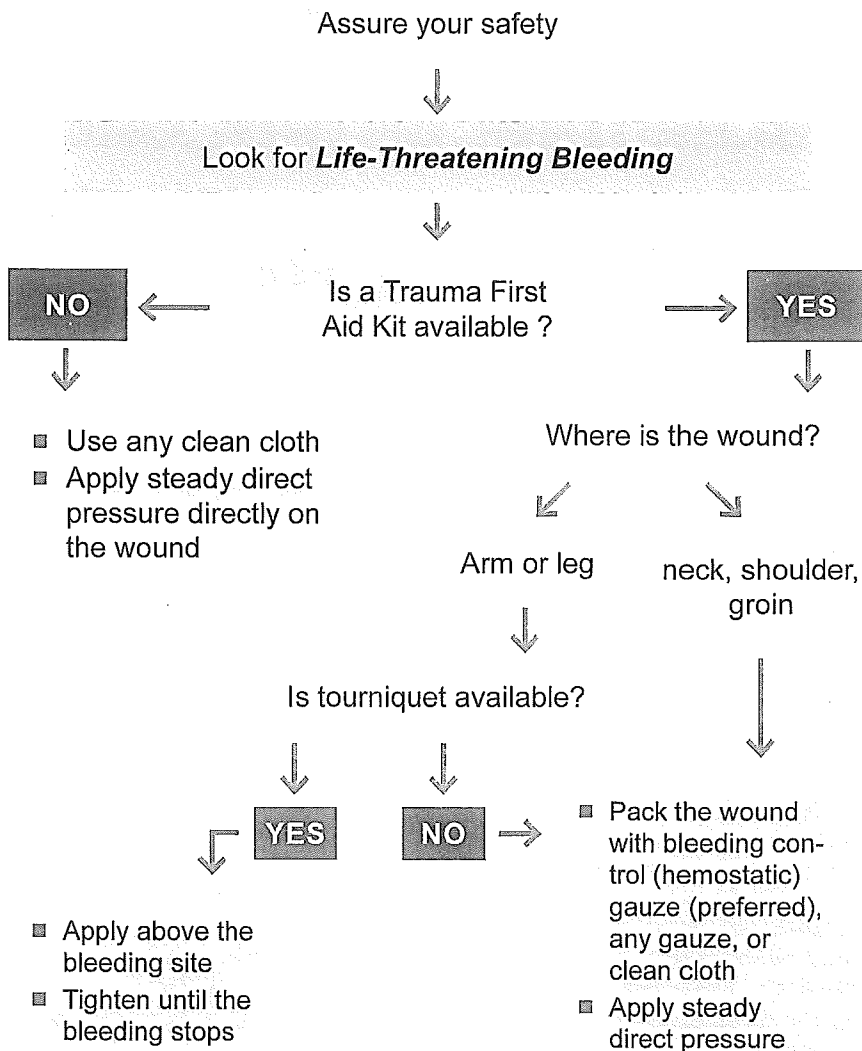 Assure your safety
Look for Life-Threatening Bleeding
Is a Trauma First
Aid Kit available ?
NO
YES
■ Use any clean cloth
■ Apply steady direct
pressure directly on
the wound
Where is the wound?
Arm or leg
neck, shoulder,
groin
Is tourniquet available?
YES
NO
■ Apply above the
bleeding site
■ Tighten until the
bleeding stops
■ Pack the wound
with bleeding con-
trol (hemostatic)
gauze (preferred),
any gauze, or
clean cloth
■ Apply steady
direct pressure